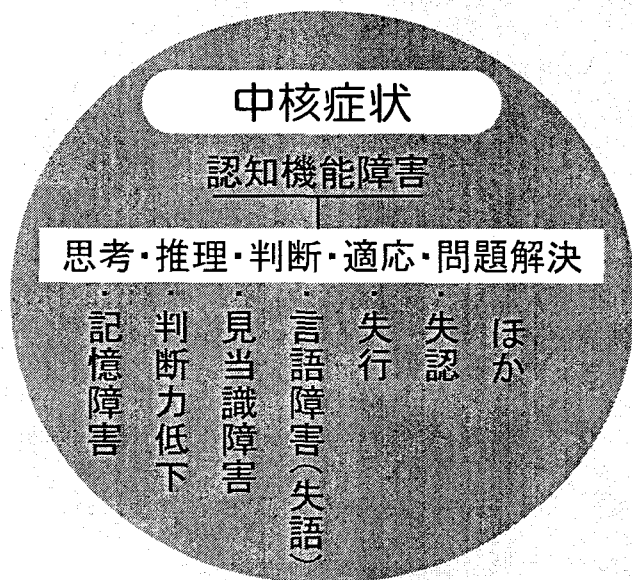 中核症状
認知機能障害
思考・推理・判断・適応・問題解決
・記憶障害
・判断力低下
・見当識障害
・言語障害(失語)
・失行
・失認
ほか